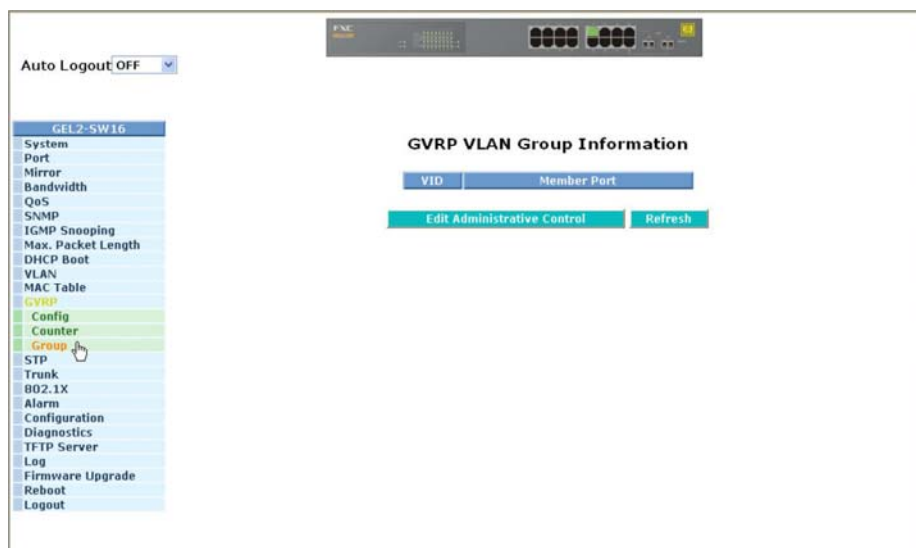 FXC
Auto Logout OFF
GEL2-SW16
System
Port
Mirror
Bandwidth
QoS
SNMP
IGMP Snooping
Max. Packet Length
DHCP Boot
VLAN
MAC Table
GVRP
Config
Counter
Group
STP
Trunk
802.1X
Alarm
Configuration
Diagnostics
TFTP Server
Log
Firmware Upgrade
Reboot
Logout
GVRP VLAN Group Information
VID Member Port
Edit Administrative Control Refresh